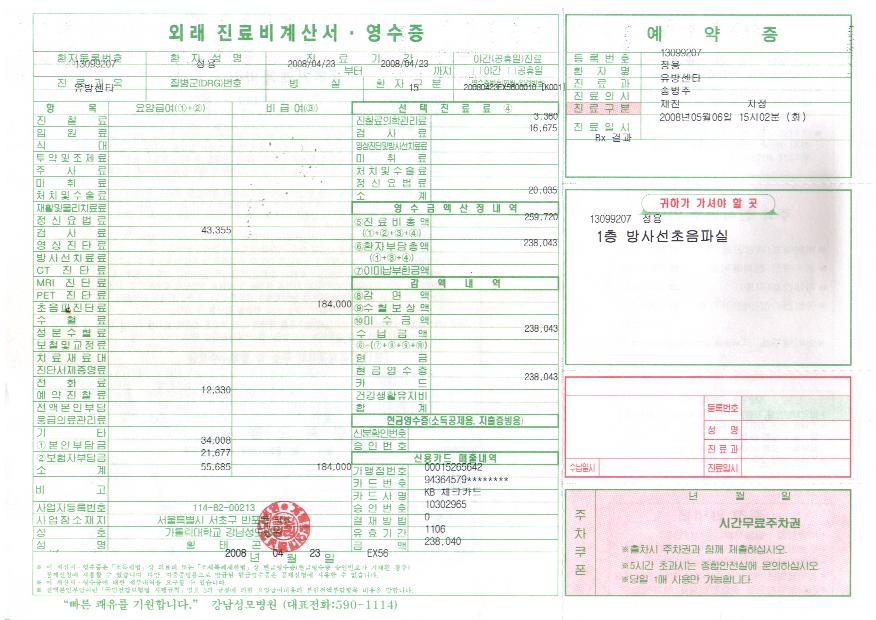 외래 진료비계산서 · 영수증
환자등록번호 환자성명 진료기간 야간(공휴일)진료
13099207 정용 2008/04/23 부터 2008/04/23 까지 □야간 □공휴일
진료과목 질병군(DRG)번호 병실 환자구분
유방센타 15 [K001]
항목 요양급여(①+②) 비급여(③) 선택진료료 ④
진찰료
입원료
식대
투약및조제료
주사료
마취료
처치및수술료
재활및물리치료료
정신요법료
검사료 43,355
영상진단료
방사선치료료
CT 진단료
MRI 진단료
PET 진단료
초음파진단료 184,000
수혈료
성분수혈료
보철및교정료
치료재료대
진단서제증명료
전화료
예약진찰료 12,330
전액본인부담
응급의료관리료
기타
①본인부담금 34,008
②보험자부담금 21,677
소계 55,685 184,000
비고
진찰료의학관리료 3,360
검사료 16,675
영상진단및방사선치료료
마취료
처치및수술료
정신요법료
소계 20,035
영수금액산정내역
⑤진료비총액 259,720
(①+②+③+④)
⑥환자부담총액 238,043
(①+③+④)
⑦이미납부한금액
감액내역
⑧감면액
⑨수혈보상액
⑩미수금액
수납금액 238,043
⑥-(⑦+⑧+⑨+⑩)
현금
현금영수증
카드 238,043
건강생활유지비
합계
현금영수증(소득공제용, 지출증빙용)
신분확인번호
승인번호
신용카드 매출내역
가맹점번호 00015265642
카드번호 94364579********
카드사명 KB 체크카드
승인번호 10302965
결재방법 0
유효기간 1106
금액 238,040
사업자등록번호 114-82-00213
사업장소재지 서울특별시 서초구 반포
상호 가톨릭대학교 강남성모
성명 황태곤
2008년 04월 23일 EX56
"빠른 쾌유를 기원합니다." 강남성모병원 (대표전화:590-1114)
예약증
등록번호 13099207
환자명 정용
진료과 유방센타
진료의사 송병주
진료구분 재진 지정
진료일시 2008년05월06일 15시02분 (화)
Rx 결과
귀하가 가셔야 할 곳
13099207 정용
1층 방사선초음파실
등록번호
성명
진료과
수납일시 진료일시
주차쿠폰
년 월 일
시간무료주차권
※출차시 주차권과 함께 제출하십시오.
※5시간 초과시는 종합안전실에 문의하십시오
※당일 1매 사용만 가능합니다.